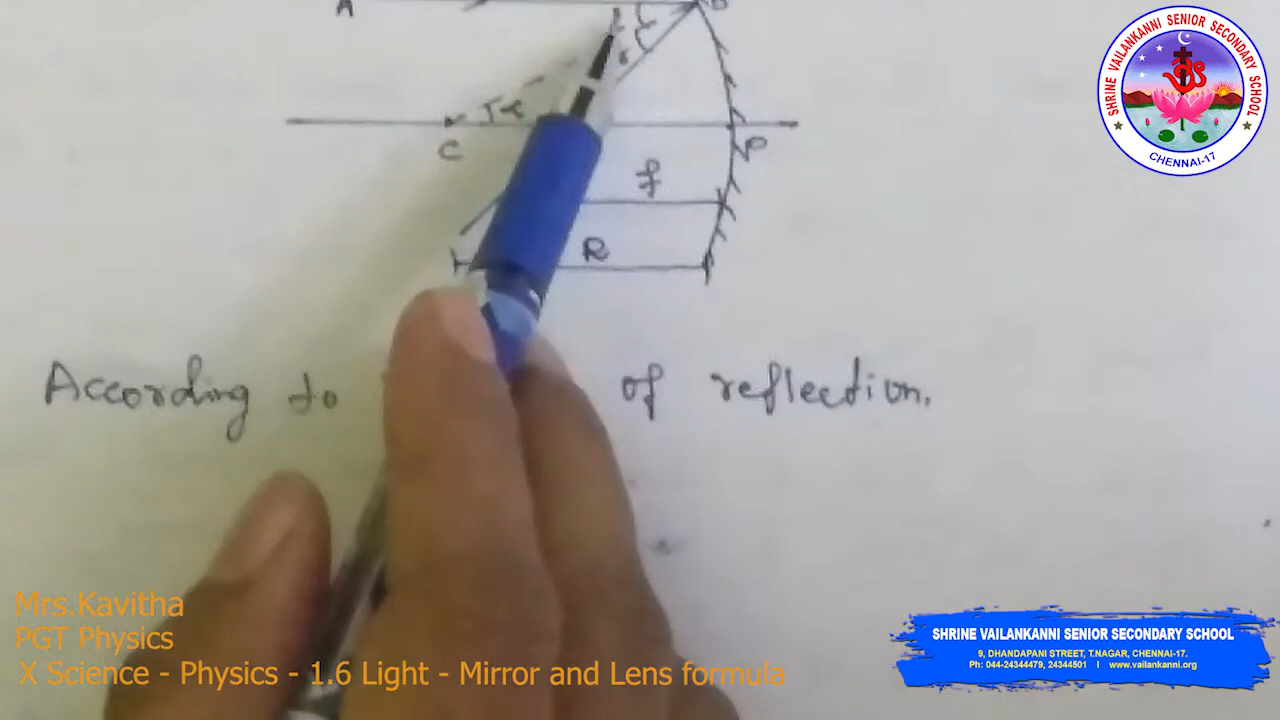 A
B
i
r
r
C
P
f
R
According to of reflection.
SHRINE VAILANKANNI SENIOR SECONDARY SCHOOL
CHENNAI-17
Mrs.Kavitha
PGT Physics
X Science - Physics - 1.6 Light - Mirror and Lens formula
SHRINE VAILANKANNI SENIOR SECONDARY SCHOOL
9, DHANDAPANI STREET, T.NAGAR, CHENNAI-17.
Ph: 044-24344479, 24344501 I www.vailankanni.org